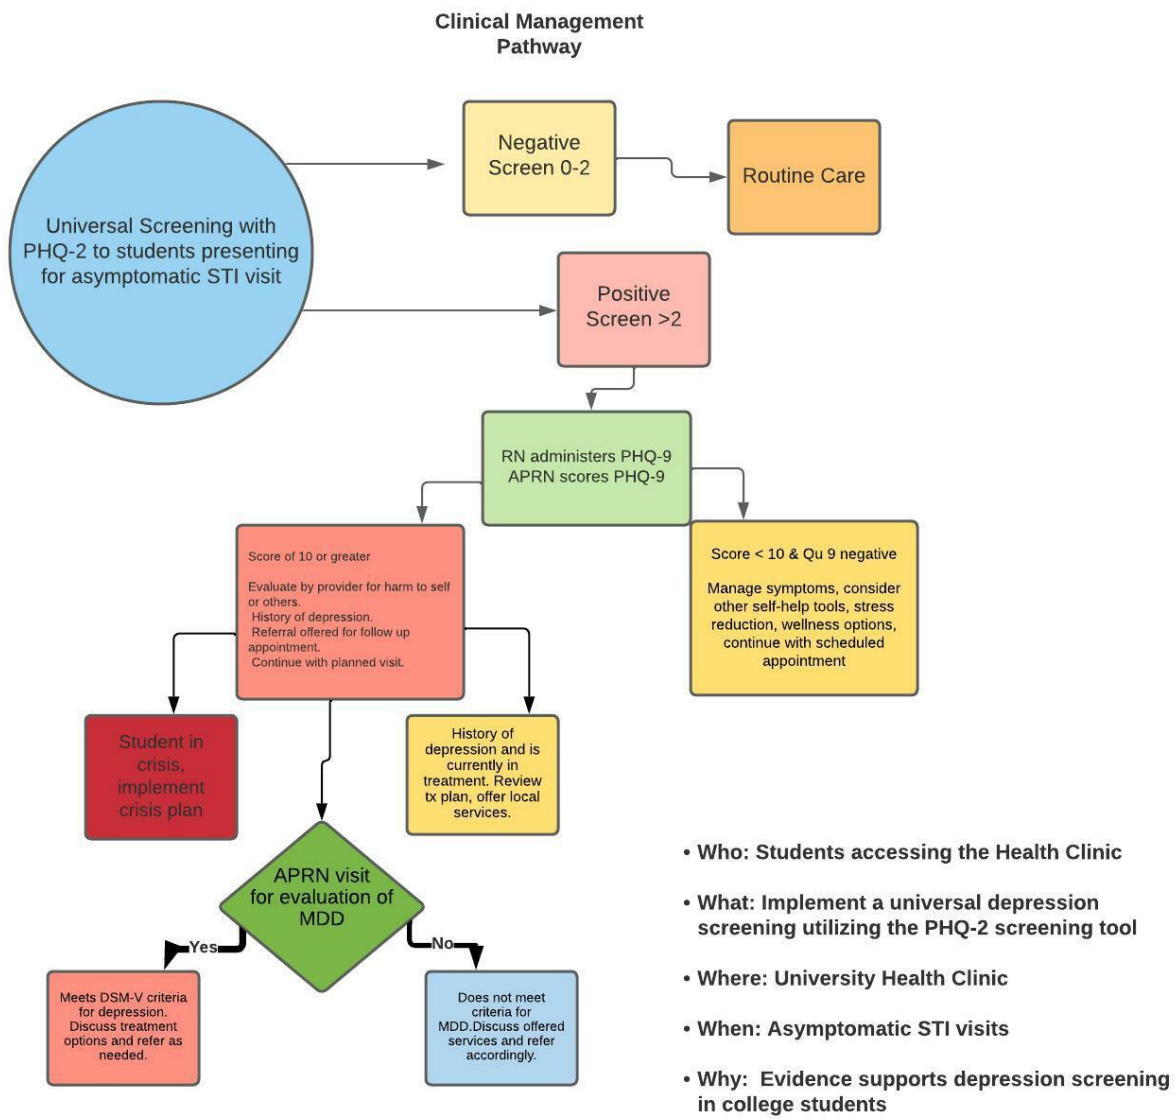 Clinical Management
Pathway
Universal Screening with
PHQ-2 to students presenting
for asymptomatic STI visit
Negative
Screen 0-2
Routine Care
Positive
Screen >2
RN administers PHQ-9
APRN scores PHQ-9
Score of 10 or greater
Evaluate by provider for harm to self
or others.
History of depression.
Referral offered for follow up
appointment.
Continue with planned visit.
Score < 10 & Qu 9 negative
Manage symptoms, consider
other self-help tools, stress
reduction, wellness options,
continue with scheduled
appointment
Student in
crisis,
implement
crisis plan
History of
depression and is
currently in
treatment. Review
tx plan, offer local
services.
APRN visit
for evaluation of
MDD
Yes
No
Meets DSM-V criteria
for depression.
Discuss treatment
options and refer as
needed.
Does not meet
criteria for
MDD.Discuss offered
services and refer
accordingly.
• Who: Students accessing the Health Clinic
• What: Implement a universal depression
screening utilizing the PHQ-2 screening tool
• Where: University Health Clinic
• When: Asymptomatic STI visits
• Why:  Evidence supports depression screening
in college students